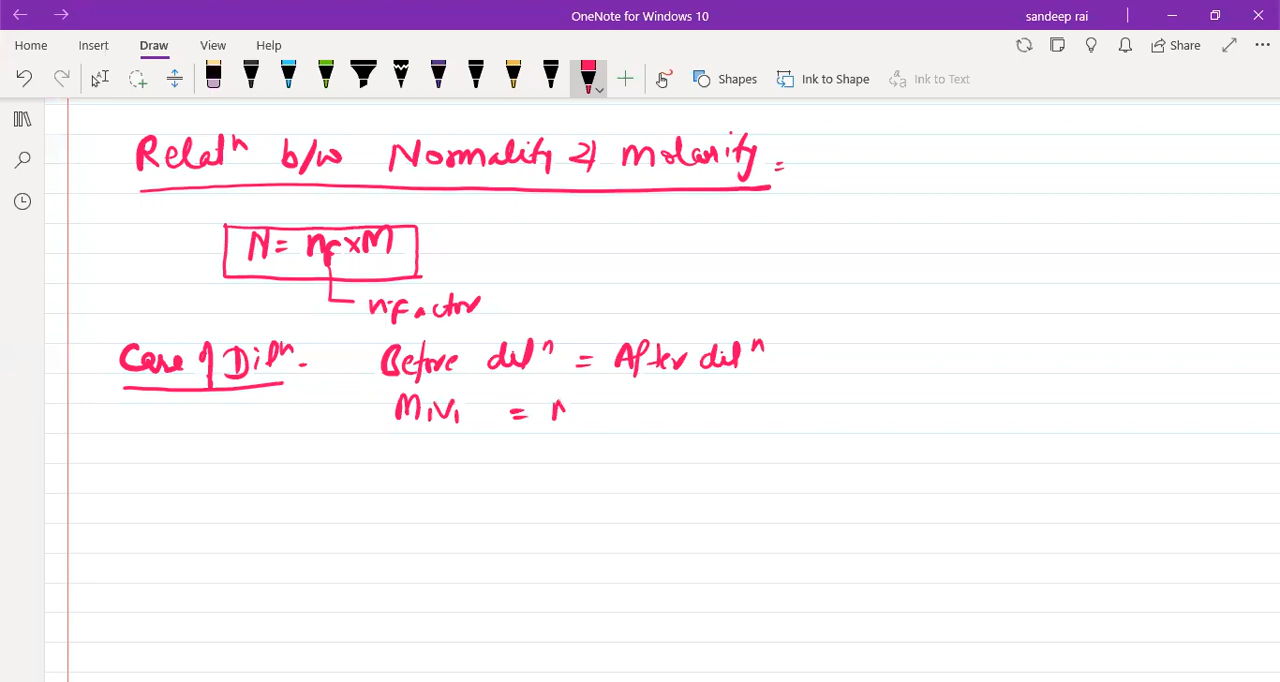 OneNote for Windows 10
sandeep rai
Home Insert Draw View Help
Share
Shapes Ink to Shape Ink to Text
Relatⁿ b/w Normality & Molarity =
N = nf × M
n-factor
Case of Dilⁿ. Before dilⁿ = After dilⁿ
M₁V₁ =